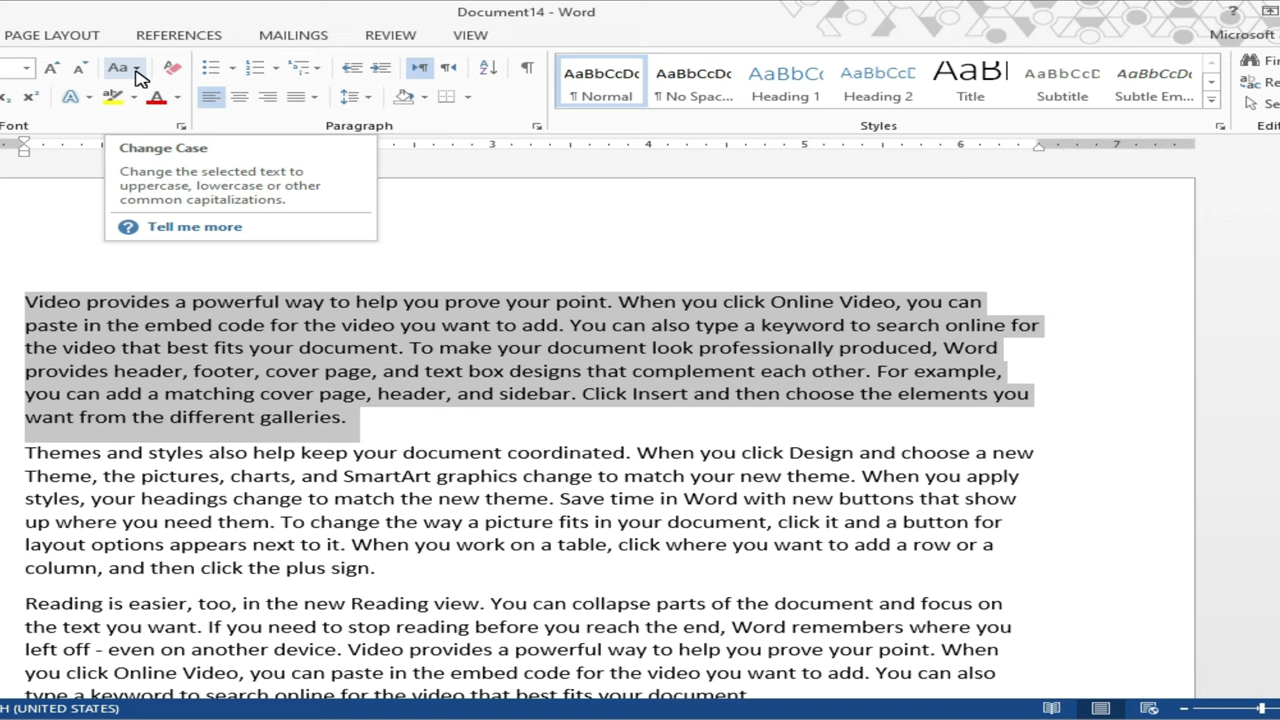 Document14 - Word
?
PAGE LAYOUT REFERENCES MAILINGS REVIEW VIEW Microsoft
Aa
AaBbCcDc AaBbCcDc AaBbCc AaBbCcD AaBl AaBbCcD AaBbCcDc
¶ Normal ¶ No Spac... Heading 1 Heading 2 Title Subtitle Subtle Em...
Font Paragraph Styles
3 4 5 6 7
Change Case
Change the selected text to
uppercase, lowercase or other
common capitalizations.
? Tell me more
Video provides a powerful way to help you prove your point. When you click Online Video, you can
paste in the embed code for the video you want to add. You can also type a keyword to search online for
the video that best fits your document. To make your document look professionally produced, Word
provides header, footer, cover page, and text box designs that complement each other. For example,
you can add a matching cover page, header, and sidebar. Click Insert and then choose the elements you
want from the different galleries.
Themes and styles also help keep your document coordinated. When you click Design and choose a new
Theme, the pictures, charts, and SmartArt graphics change to match your new theme. When you apply
styles, your headings change to match the new theme. Save time in Word with new buttons that show
up where you need them. To change the way a picture fits in your document, click it and a button for
layout options appears next to it. When you work on a table, click where you want to add a row or a
column, and then click the plus sign.
Reading is easier, too, in the new Reading view. You can collapse parts of the document and focus on
the text you want. If you need to stop reading before you reach the end, Word remembers where you
left off - even on another device. Video provides a powerful way to help you prove your point. When
you click Online Video, you can paste in the embed code for the video you want to add. You can also
type a keyword to search online for the video that best fits your document.
H (UNITED STATES)